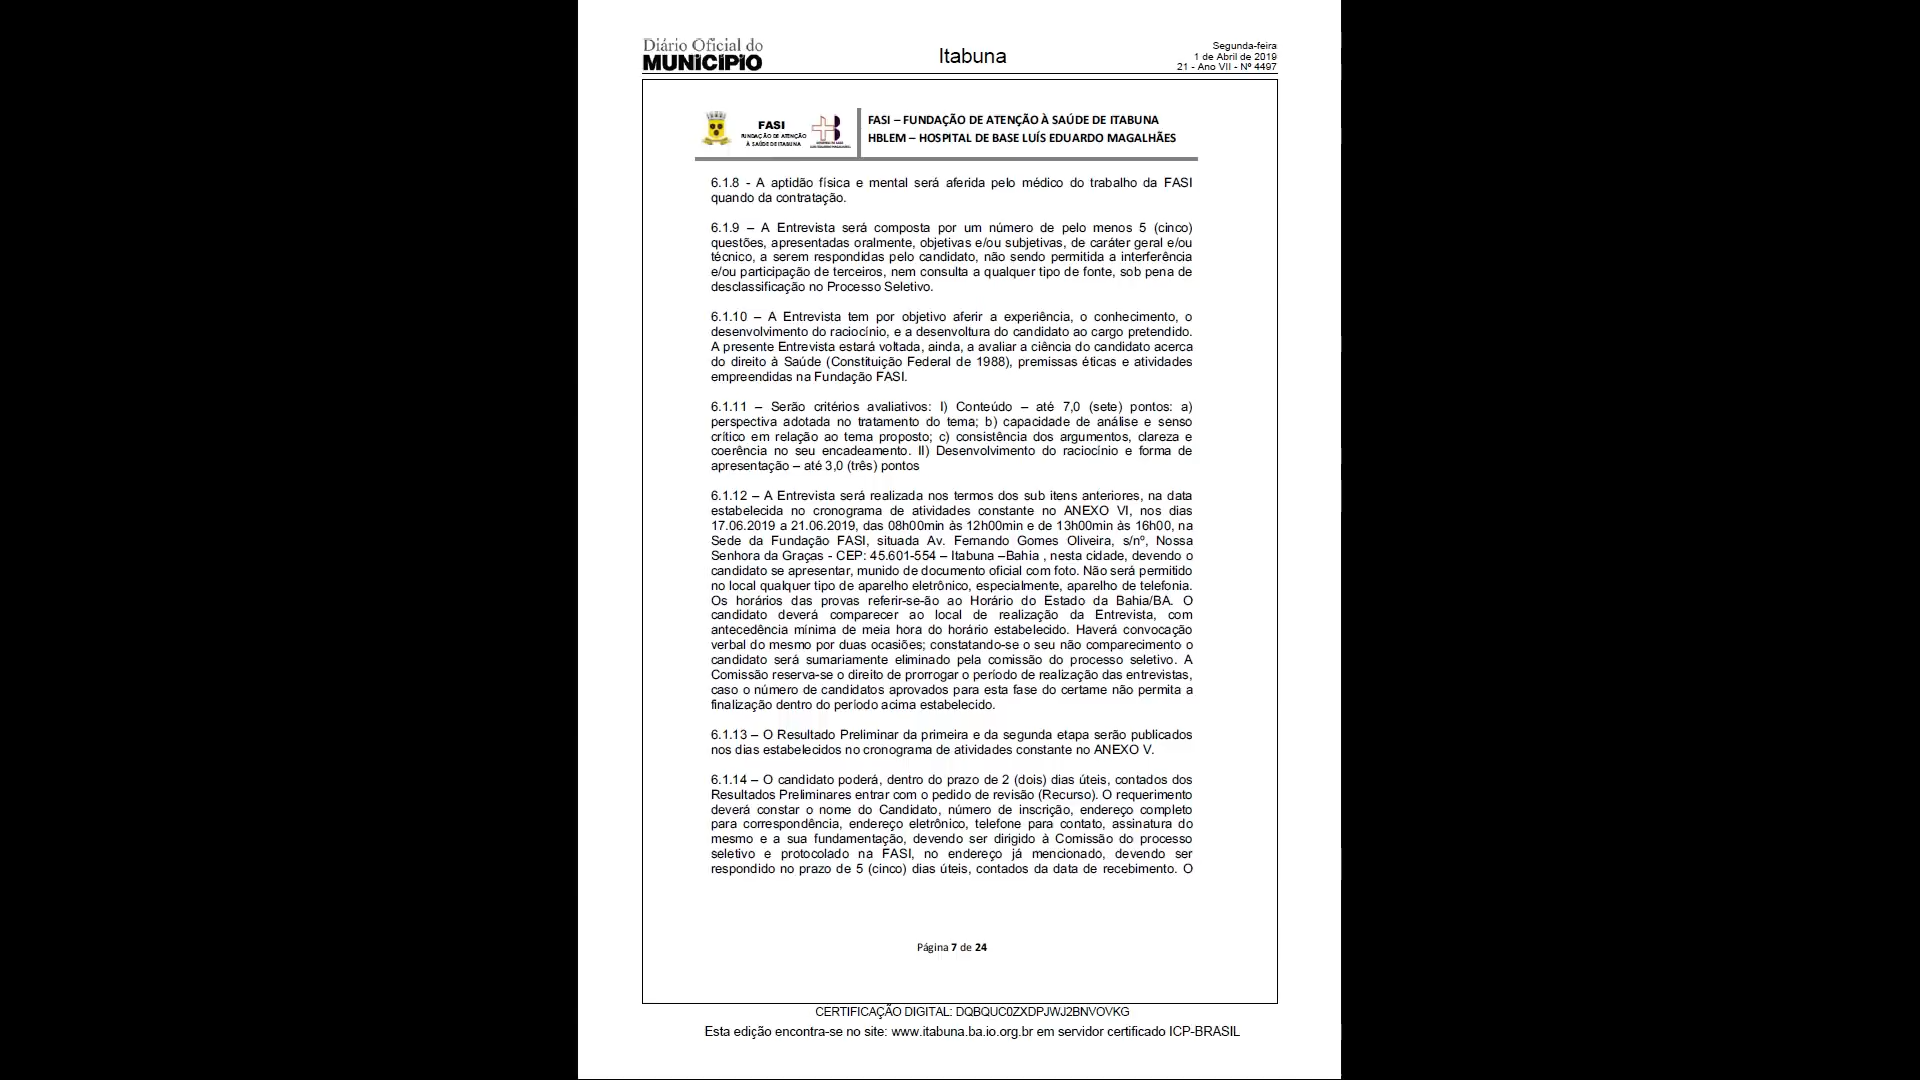 Diário Oficial do
MUNICÍPIO
Itabuna
Segunda-feira
1 de Abril de 2019
21 - Ano VII - Nº 4497
FASI
FUNDAÇÃO DE ATENÇÃO
À SAÚDE DE ITABUNA
FASI – FUNDAÇÃO DE ATENÇÃO À SAÚDE DE ITABUNA
HBLEM – HOSPITAL DE BASE LUÍS EDUARDO MAGALHÃES
6.1.8 - A aptidão física e mental será aferida pelo médico do trabalho da FASI
quando da contratação.
6.1.9 – A Entrevista será composta por um número de pelo menos 5 (cinco)
questões, apresentadas oralmente, objetivas e/ou subjetivas, de caráter geral e/ou
técnico, a serem respondidas pelo candidato, não sendo permitida a interferência
e/ou participação de terceiros, nem consulta a qualquer tipo de fonte, sob pena de
desclassificação no Processo Seletivo.
6.1.10 – A Entrevista tem por objetivo aferir a experiência, o conhecimento, o
desenvolvimento do raciocínio, e a desenvoltura do candidato ao cargo pretendido.
A presente Entrevista estará voltada, ainda, a avaliar a ciência do candidato acerca
do direito à Saúde (Constituição Federal de 1988), premissas éticas e atividades
empreendidas na Fundação FASI.
6.1.11 – Serão critérios avaliativos: I) Conteúdo – até 7,0 (sete) pontos: a)
perspectiva adotada no tratamento do tema; b) capacidade de análise e senso
crítico em relação ao tema proposto; c) consistência dos argumentos, clareza e
coerência no seu encadeamento. II) Desenvolvimento do raciocínio e forma de
apresentação – até 3,0 (três) pontos
6.1.12 – A Entrevista será realizada nos termos dos sub itens anteriores, na data
estabelecida no cronograma de atividades constante no ANEXO VI, nos dias
17.06.2019 a 21.06.2019, das 08h00min às 12h00min e de 13h00min às 16h00, na
Sede da Fundação FASI, situada Av. Fernando Gomes Oliveira, s/nº, Nossa
Senhora da Graças - CEP: 45.601-554 – Itabuna –Bahia , nesta cidade, devendo o
candidato se apresentar, munido de documento oficial com foto. Não será permitido
no local qualquer tipo de aparelho eletrônico, especialmente, aparelho de telefonia.
Os horários das provas referir-se-ão ao Horário do Estado da Bahia/BA. O
candidato deverá comparecer ao local de realização da Entrevista, com
antecedência mínima de meia hora do horário estabelecido. Haverá convocação
verbal do mesmo por duas ocasiões; constatando-se o seu não comparecimento o
candidato será sumariamente eliminado pela comissão do processo seletivo. A
Comissão reserva-se o direito de prorrogar o período de realização das entrevistas,
caso o número de candidatos aprovados para esta fase do certame não permita a
finalização dentro do período acima estabelecido.
6.1.13 – O Resultado Preliminar da primeira e da segunda etapa serão publicados
nos dias estabelecidos no cronograma de atividades constante no ANEXO V.
6.1.14 – O candidato poderá, dentro do prazo de 2 (dois) dias úteis, contados dos
Resultados Preliminares entrar com o pedido de revisão (Recurso). O requerimento
deverá constar o nome do Candidato, número de inscrição, endereço completo
para correspondência, endereço eletrônico, telefone para contato, assinatura do
mesmo e a sua fundamentação, devendo ser dirigido à Comissão do processo
seletivo e protocolado na FASI, no endereço já mencionado, devendo ser
respondido no prazo de 5 (cinco) dias úteis, contados da data de recebimento. O
Página 7 de 24
CERTIFICAÇÃO DIGITAL: DQBQUC0ZXDPJWJ2BNVOVKG
Esta edição encontra-se no site: www.itabuna.ba.io.org.br em servidor certificado ICP-BRASIL